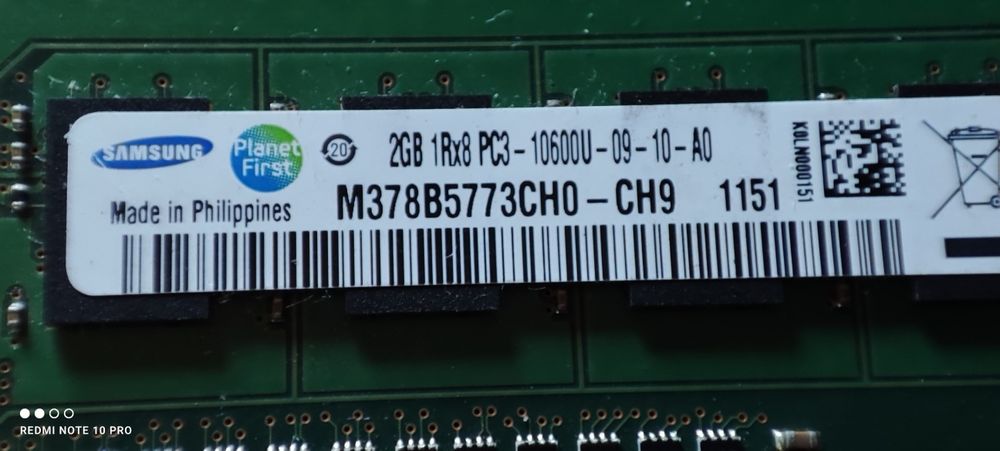 SAMSUNG
Planet First
20
2GB 1Rx8 PC3-10600U-09-10-A0
Made in Philippines
M378B5773CH0-CH9 1151
K0LN000151
REDMI NOTE 10 PRO